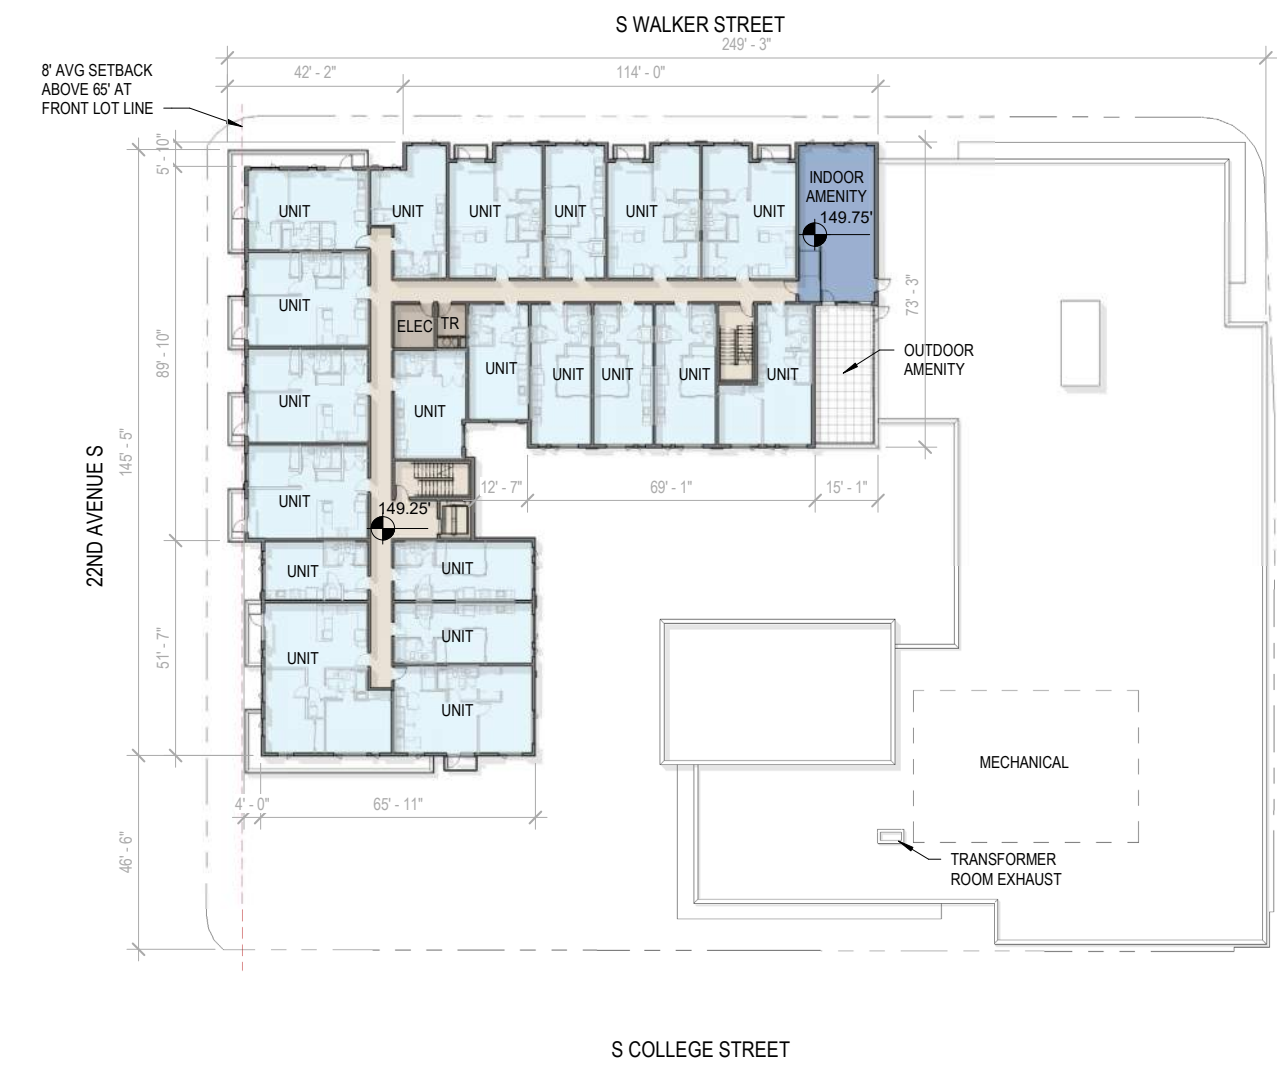 S WALKER STREET
249' - 3"
8' AVG SETBACK
ABOVE 65' AT
FRONT LOT LINE
42' - 2"
114' - 0"
5' - 10"
INDOOR
AMENITY
149.75'
UNIT
UNIT
UNIT
UNIT
UNIT
UNIT
UNIT
73' - 3"
ELEC
TR
89' - 10"
OUTDOOR
AMENITY
UNIT
UNIT
UNIT
UNIT
UNIT
UNIT
UNIT
145' - 5"
22ND AVENUE S
12' - 7"
69' - 1"
15' - 1"
UNIT
149.25'
UNIT
UNIT
51' - 7"
UNIT
UNIT
UNIT
MECHANICAL
4' - 0"
65' - 11"
46' - 6"
TRANSFORMER
ROOM EXHAUST
S COLLEGE STREET